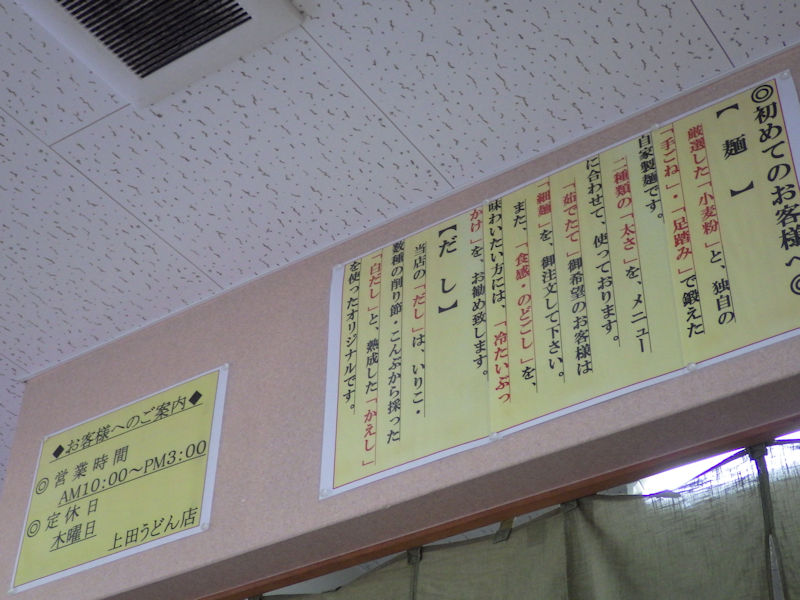 ◎初めてのお客様へ◎
【麺】
厳選した「小麦粉」と、独自の
「手こね」・「足踏み」で鍛えた
自家製麺です。
「二種類の「太さ」を、メニュー
に合わせて、使っております。
「茹でたて」御希望のお客様は
「細麺」を、御注文して下さい。
また、「食感・のどごし」を、
味わいたい方には、「冷たいぶっ
かけ」を、お勧め致します。
【だし】
当店の「だし」は、いりこ・
数種の削り節・こんぶから採った
「白だし」と、熟成した「かえし」
を使ったオリジナルです。
◆お客様へのご案内◆
◎営業時間
AM10:00～PM3:00
◎定休日
木曜日
上田うどん店